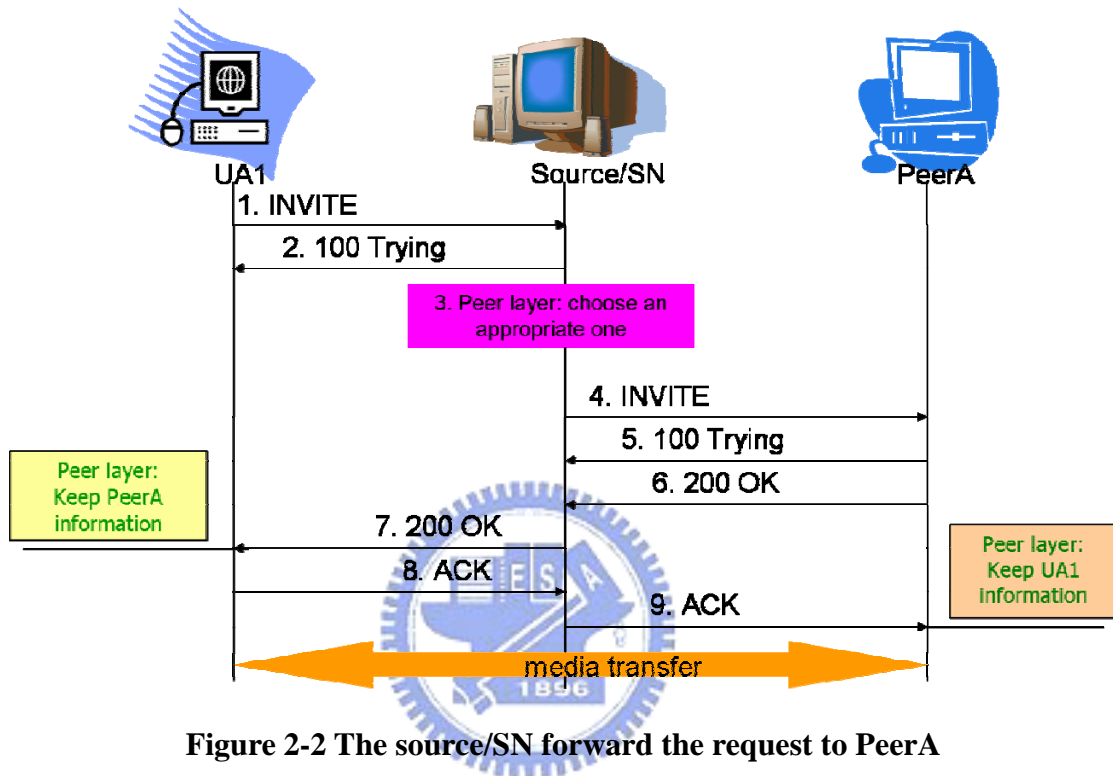 UA1
Source/SN
PeerA
1. INVITE
2. 100 Trying
3. Peer layer: choose an
appropriate one
4. INVITE
5. 100 Trying
6. 200 OK
Peer layer:
Keep PeerA
information
7. 200 OK
8. ACK
E S A
9. ACK
Peer layer:
Keep UA1
information
media transfer
1896
Figure 2-2 The source/SN forward the request to PeerA